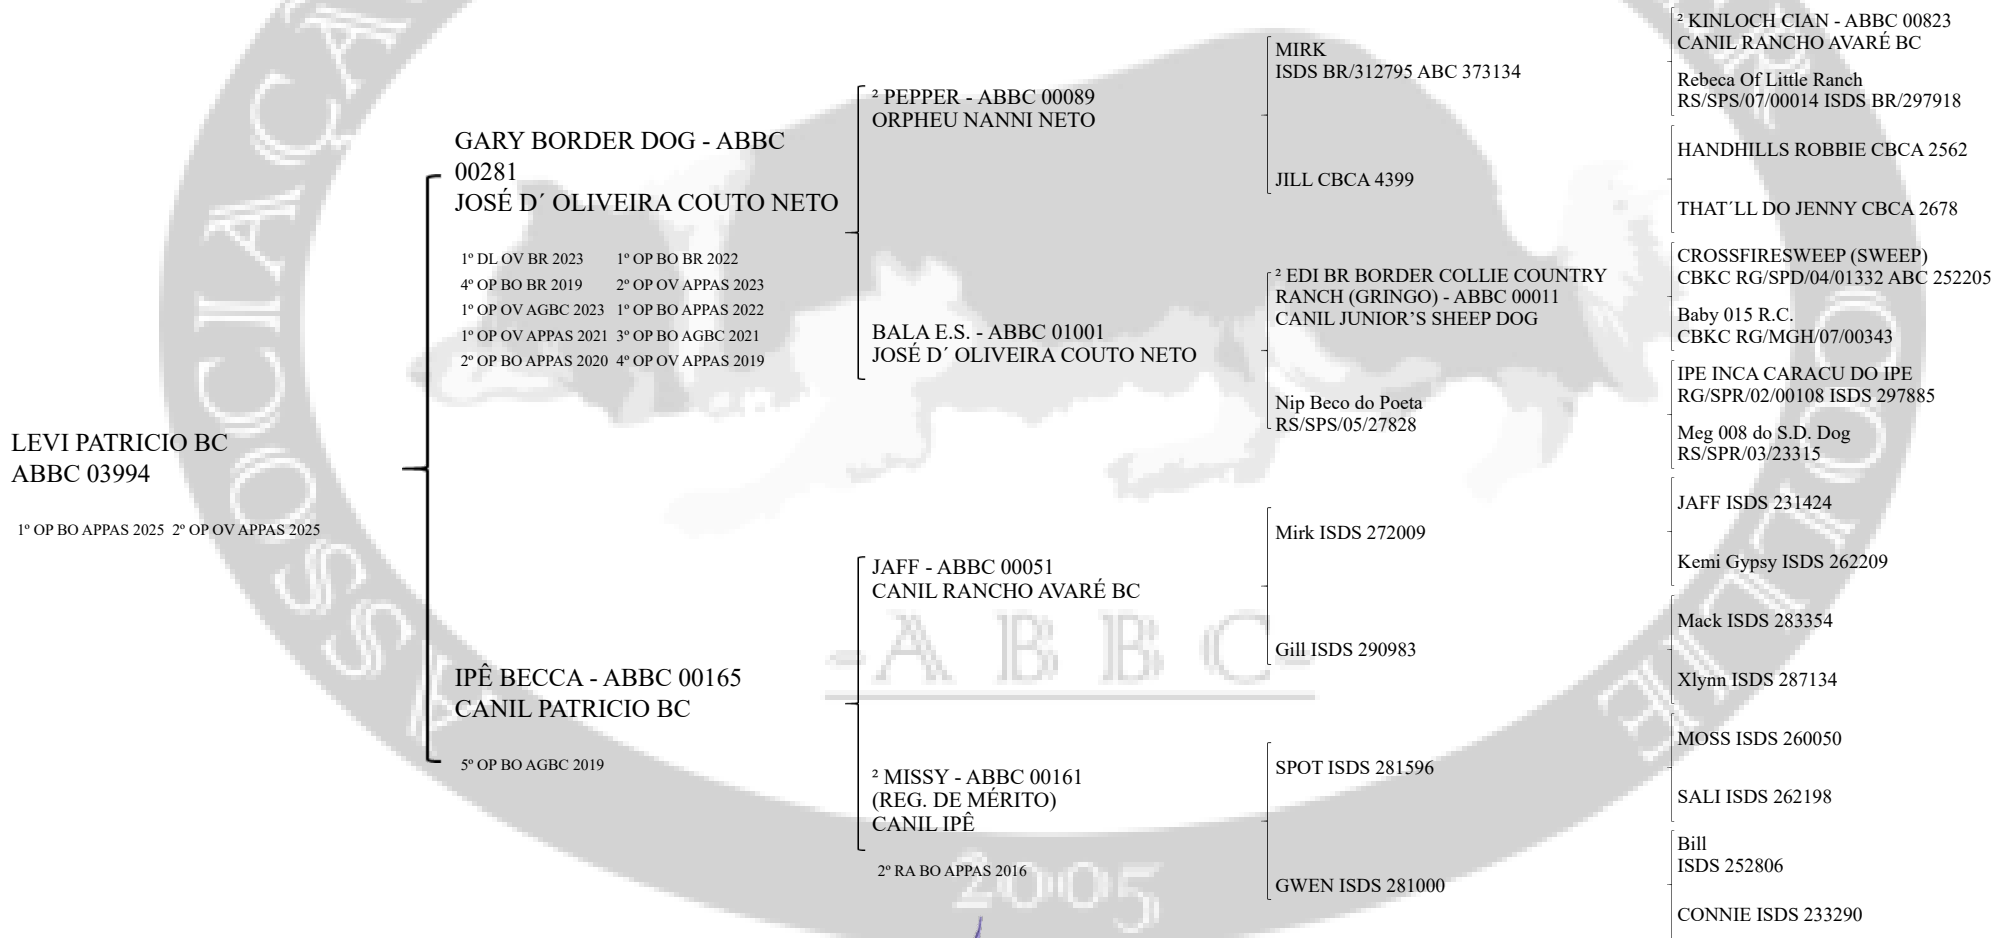 LEVI PATRICIO BC
ABBC 03994
1º OP BO APPAS 2025 2º OP OV APPAS 2025
GARY BORDER DOG - ABBC
00281
JOSÉ D´ OLIVEIRA COUTO NETO
1º DL OV BR 2023 1º OP BO BR 2022
4º OP BO BR 2019 2º OP OV APPAS 2023
1º OP OV AGBC 2023 1º OP BO APPAS 2022
1º OP OV APPAS 2021 3º OP BO AGBC 2021
2º OP BO APPAS 2020 4º OP OV APPAS 2019
IPÊ BECCA - ABBC 00165
CANIL PATRICIO BC
5º OP BO AGBC 2019
² PEPPER - ABBC 00089
ORPHEU NANNI NETO
BALA E.S. - ABBC 01001
JOSÉ D´ OLIVEIRA COUTO NETO
JAFF - ABBC 00051
CANIL RANCHO AVARÉ BC
² MISSY - ABBC 00161
(REG. DE MÉRITO)
CANIL IPÊ
2º RA BO APPAS 2016
MIRK
ISDS BR/312795 ABC 373134
JILL CBCA 4399
² EDI BR BORDER COLLIE COUNTRY
RANCH (GRINGO) - ABBC 00011
CANIL JUNIOR'S SHEEP DOG
Nip Beco do Poeta
RS/SPS/05/27828
Mirk ISDS 272009
Gill ISDS 290983
SPOT ISDS 281596
GWEN ISDS 281000
² KINLOCH CIAN - ABBC 00823
CANIL RANCHO AVARÉ BC
Rebeca Of Little Ranch
RS/SPS/07/00014 ISDS BR/297918
HANDHILLS ROBBIE CBCA 2562
THAT´LL DO JENNY CBCA 2678
CROSSFIRESWEEP (SWEEP)
CBKC RG/SPD/04/01332 ABC 252205
Baby 015 R.C.
CBKC RG/MGH/07/00343
IPE INCA CARACU DO IPE
RG/SPR/02/00108 ISDS 297885
Meg 008 do S.D. Dog
RS/SPR/03/23315
JAFF ISDS 231424
Kemi Gypsy ISDS 262209
Mack ISDS 283354
Xlynn ISDS 287134
MOSS ISDS 260050
SALI ISDS 262198
Bill
ISDS 252806
CONNIE ISDS 233290
ASSOCIAÇÃ
COLLIE
-ABBC-
2005